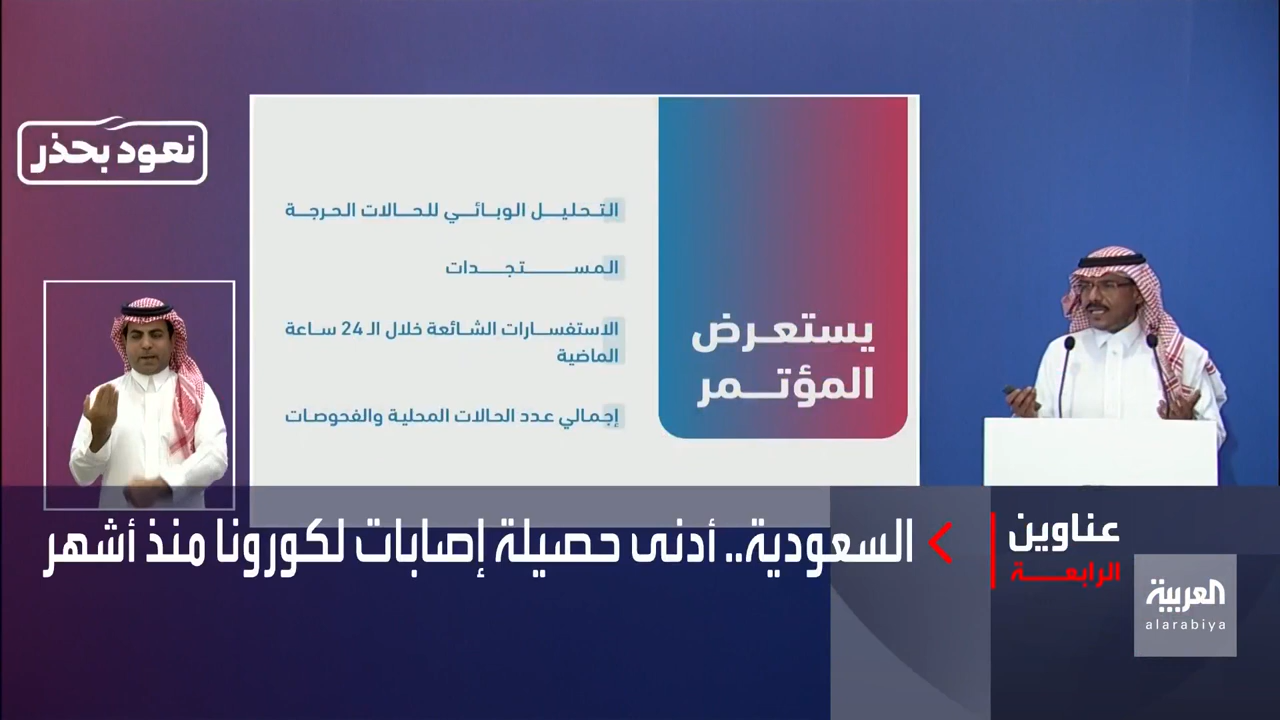 نعود بحذر
يستعرض
المؤتمر
التحليل الوبائي للحالات الحرجة
المستجدات
الاستفسارات الشائعة خلال الـ 24 ساعة
الماضية
إجمالي عدد الحالات المحلية والفحوصات
عناوين
الرابعة
السعودية.. أدنى حصيلة إصابات لكورونا منذ أشهر
العربية
alarabiya